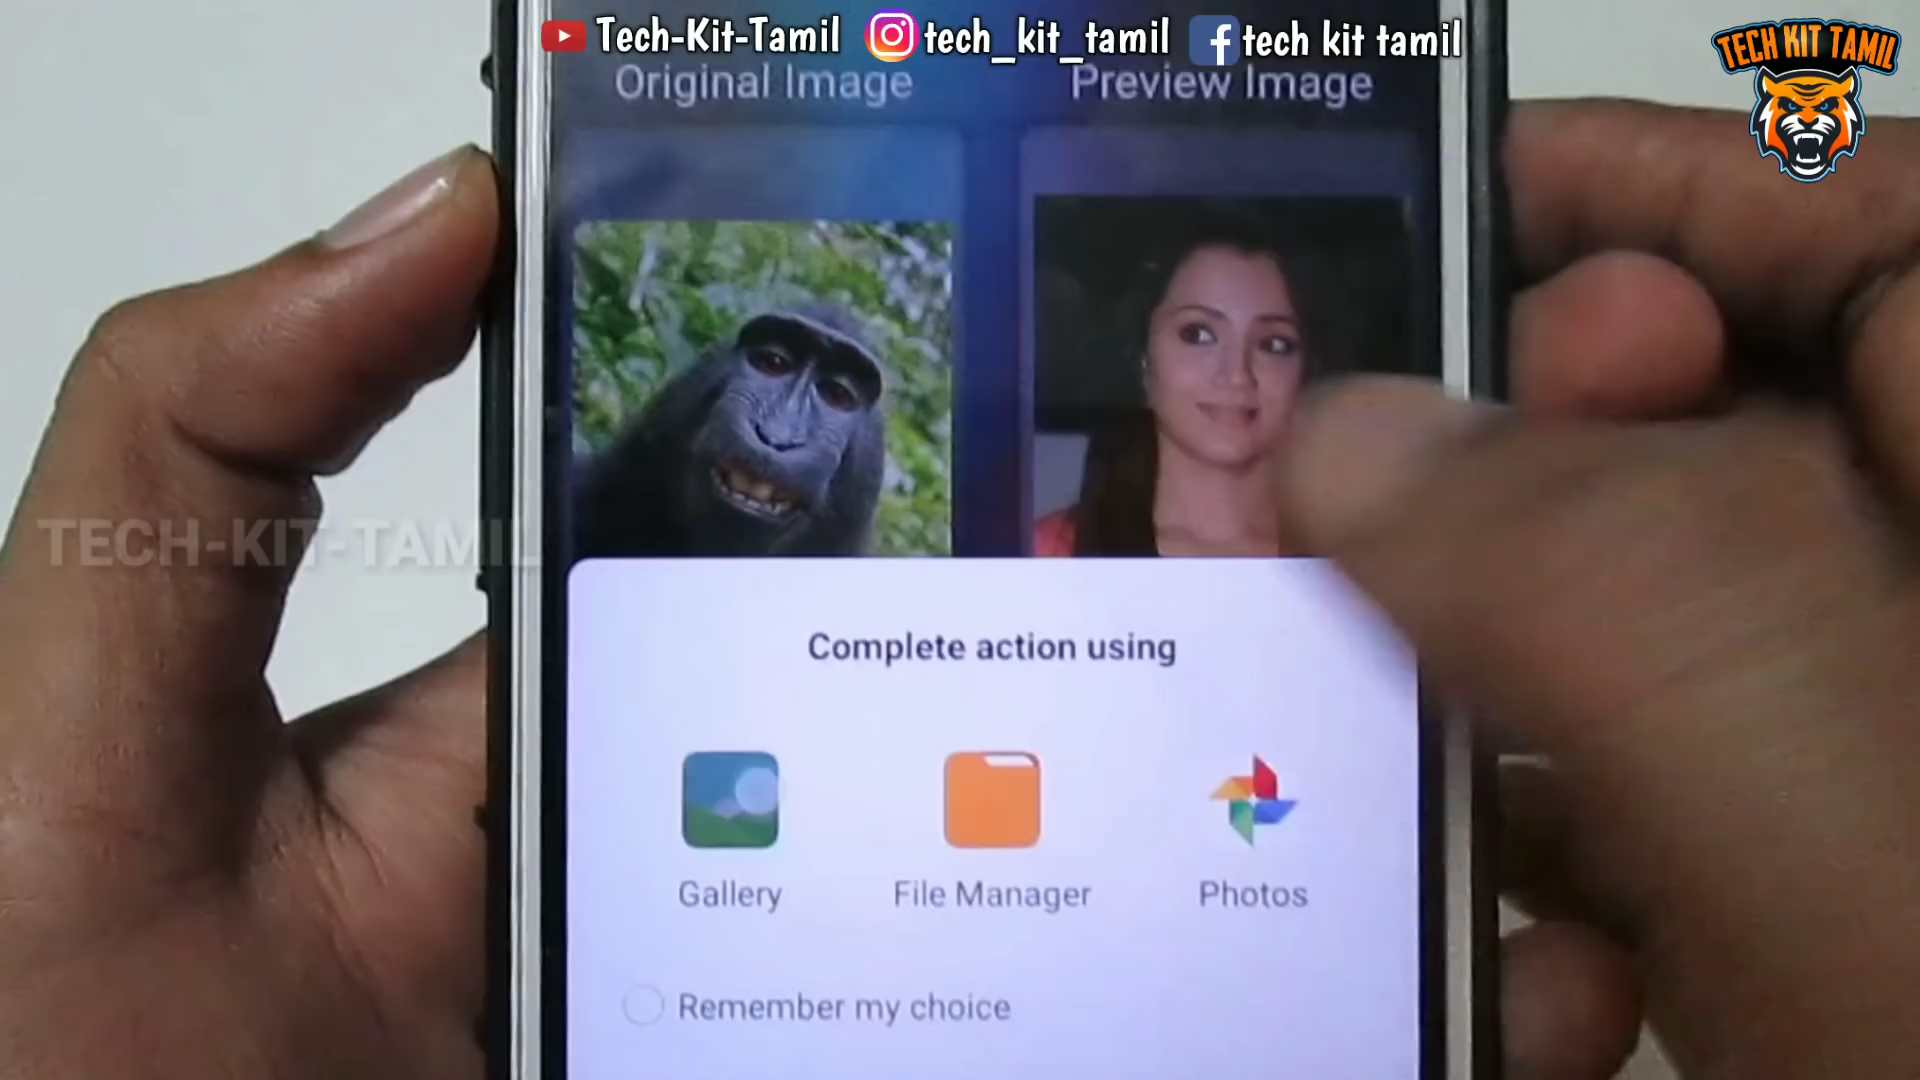 Tech-Kit-Tamil tech_kit_tamil tech kit tamil
TECH KIT TAMIL
Original Image Preview Image
TECH-KIT-TAMIL
Complete action using
Gallery File Manager Photos
Remember my choice